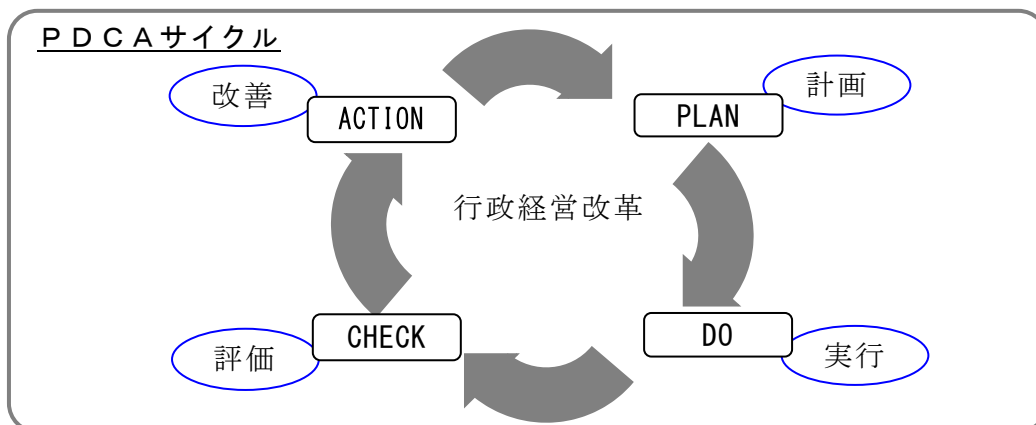 ＰＤＣＡサイクル
改善
ACTION
計画
PLAN
行政経営改革
評価
CHECK
DO
実行